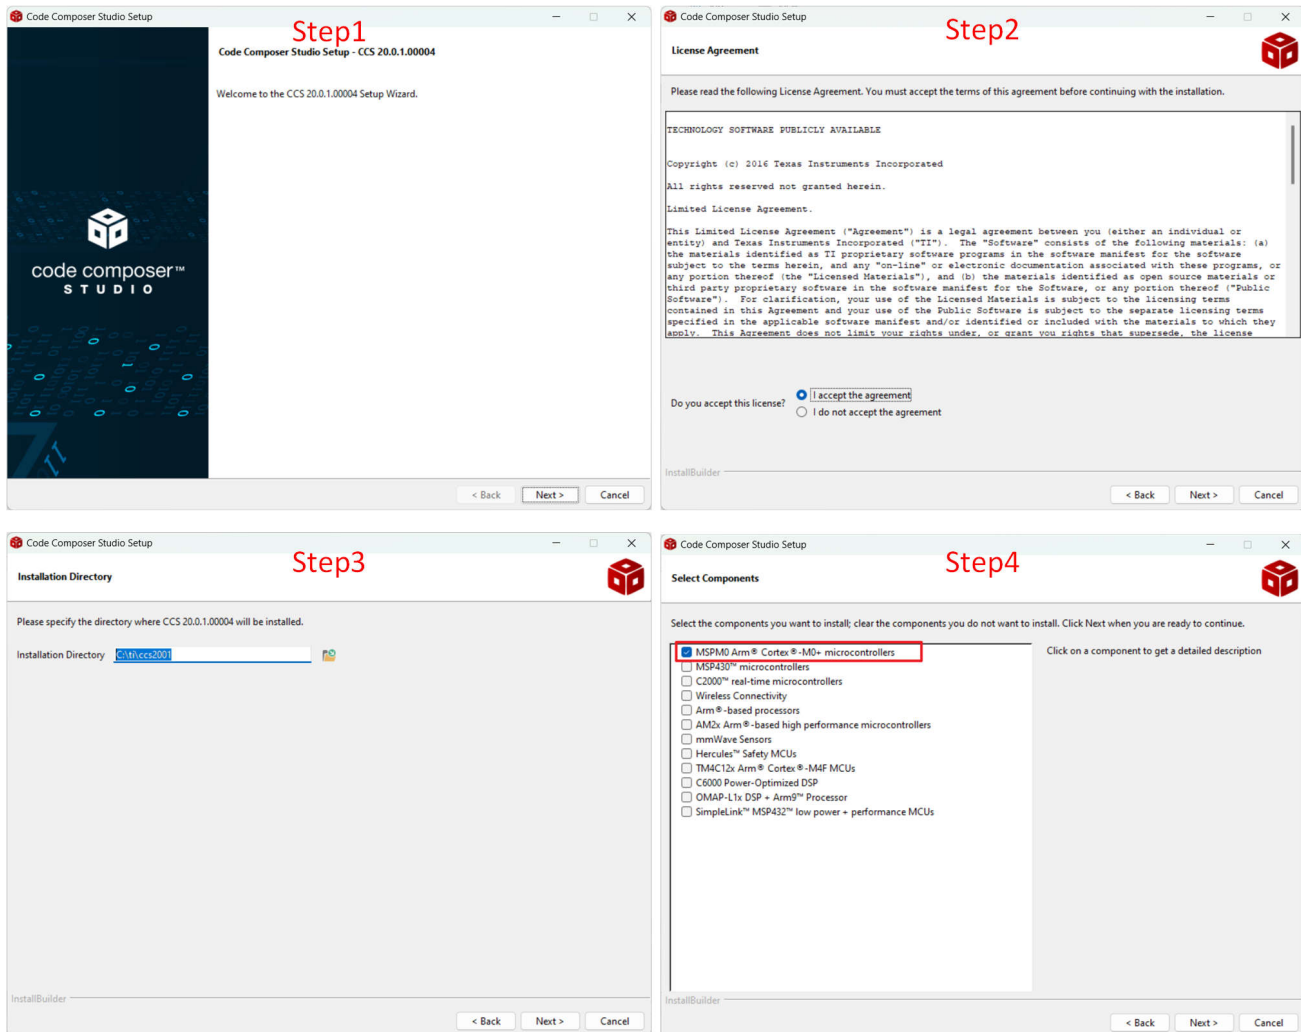 Code Composer Studio Setup
Step1
Code Composer Studio Setup - CCS 20.0.1.00004
Welcome to the CCS 20.0.1.00004 Setup Wizard.
code composer™
STUDIO
< Back Next > Cancel
Code Composer Studio Setup
Step2
License Agreement
Please read the following License Agreement. You must accept the terms of this agreement before continuing with the installation.
TECHNOLOGY SOFTWARE PUBLICLY AVAILABLE
Copyright (c) 2016 Texas Instruments Incorporated
All rights reserved not granted herein.
Limited License Agreement.
This Limited License Agreement ("Agreement") is a legal agreement between you (either an individual or
entity) and Texas Instruments Incorporated ("TI").  The "Software" consists of the following materials: (a)
the materials identified as TI proprietary software programs in the software manifest for the software
subject to the terms herein, and any "on-line" or electronic documentation associated with these programs, or
any portion thereof (the "Licensed Materials"), and (b) the materials identified as open source materials or
third party proprietary software in the software manifest for the Software, or any portion thereof ("Public
Software").  For clarification, your use of the Licensed Materials is subject to the licensing terms
contained in this Agreement and your use of the Public Software is subject to the separate licensing terms
specified in the applicable software manifest and/or identified or included with the materials to which they
apply.  This Agreement does not limit your rights under, or grant you rights that supersede, the license
Do you accept this license?
I accept the agreement
I do not accept the agreement
InstallBuilder
< Back Next > Cancel
Code Composer Studio Setup
Step3
Installation Directory
Please specify the directory where CCS 20.0.1.00004 will be installed.
Installation Directory C:\ti\ccs2001
InstallBuilder
< Back Next > Cancel
Code Composer Studio Setup
Step4
Select Components
Select the components you want to install; clear the components you do not want to install. Click Next when you are ready to continue.
MSPM0 Arm® Cortex®-M0+ microcontrollers
MSP430™ microcontrollers
C2000™ real-time microcontrollers
Wireless Connectivity
Arm®-based processors
AM2x Arm®-based high performance microcontrollers
mmWave Sensors
Hercules™ Safety MCUs
TM4C12x Arm® Cortex®-M4F MCUs
C6000 Power-Optimized DSP
OMAP-L1x DSP + Arm9™ Processor
SimpleLink™ MSP432™ low power + performance MCUs
Click on a component to get a detailed description
InstallBuilder
< Back Next > Cancel